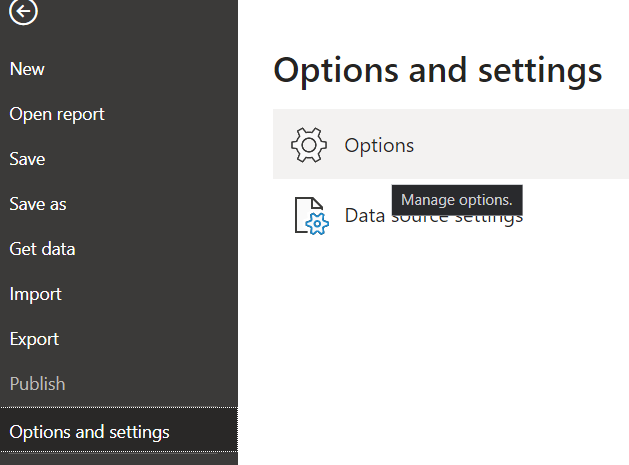 New
Open report
Save
Save as
Get data
Import
Export
Publish
Options and settings
Options and settings
Options
Manage options.
Data source settings